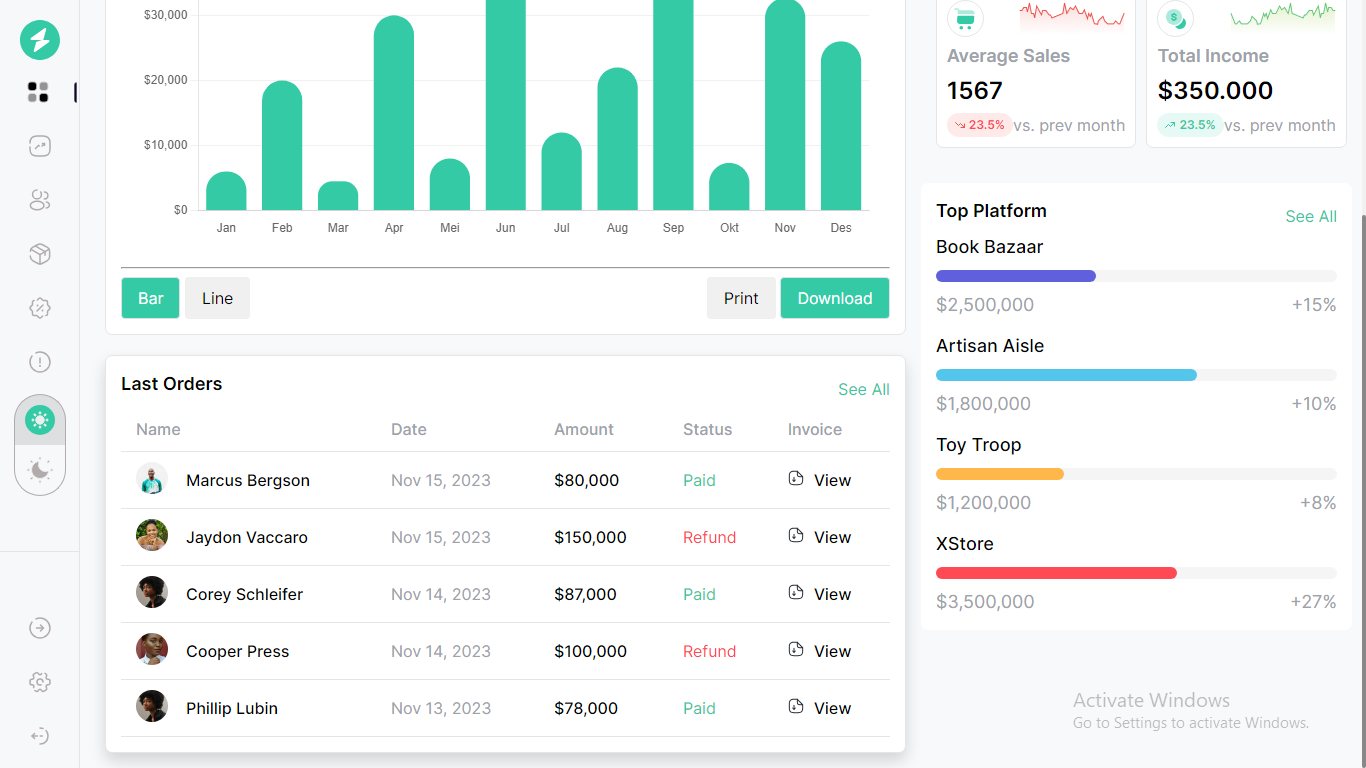 $30,000
$20,000
$10,000
$0
Jan Feb Mar Apr Mei Jun Jul Aug Sep Okt Nov Des
Bar Line Print Download
Last Orders
See All
Name Date Amount Status Invoice
Marcus Bergson Nov 15, 2023 $80,000 Paid View
Jaydon Vaccaro Nov 15, 2023 $150,000 Refund View
Corey Schleifer Nov 14, 2023 $87,000 Paid View
Cooper Press Nov 14, 2023 $100,000 Refund View
Phillip Lubin Nov 13, 2023 $78,000 Paid View
Average Sales
1567
23.5% vs. prev month
Total Income
$350.000
23.5% vs. prev month
Top Platform
See All
Book Bazaar
$2,500,000 +15%
Artisan Aisle
$1,800,000 +10%
Toy Troop
$1,200,000 +8%
XStore
$3,500,000 +27%
Activate Windows
Go to Settings to activate Windows.